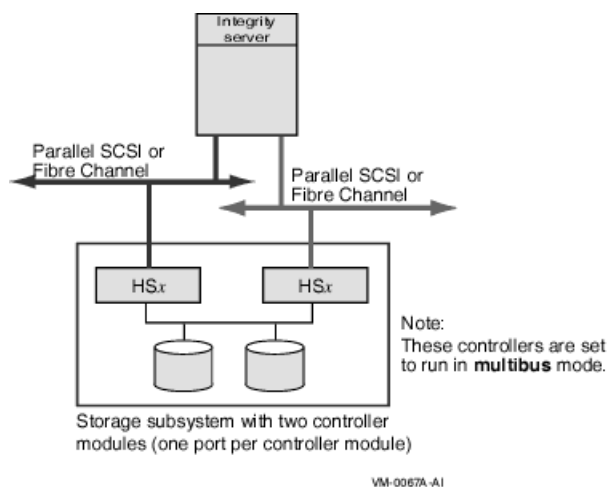 Integrity
server
Parallel SCSI or
Fibre Channel
Parallel SCSI or
Fibre Channel
HSx
HSx
Note:
These controllers are set
to run in multibus mode.
Storage subsystem with two controller
modules (one port per controller module)
VM-0067A-AI